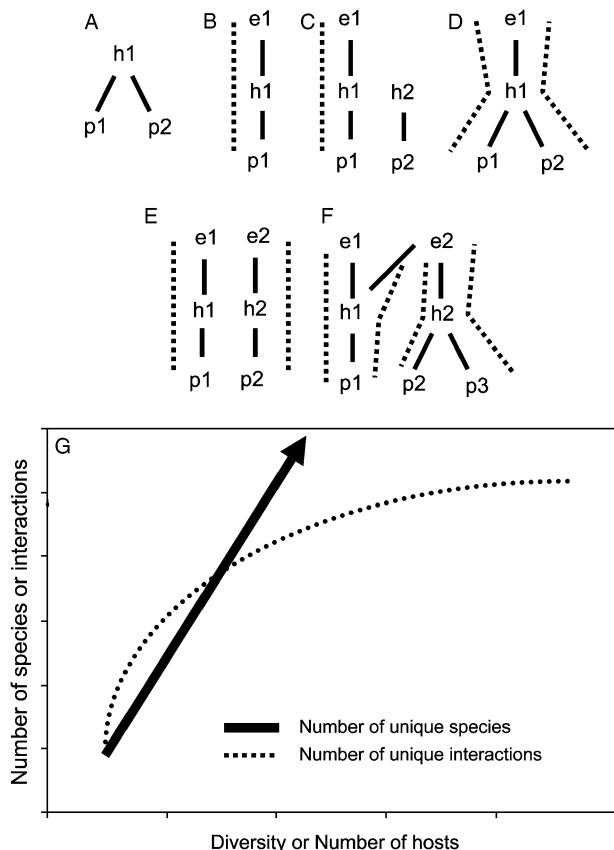 A B C D
e1 e1 e1
h1 h1 h1 h2 h1
p1 p2 p1 p1 p2 p1 p2
E F
e1 e2 e1 e2
h1 h2 h1 h2
p1 p2 p1 p2 p3
G
Number of species or interactions
Number of unique species
Number of unique interactions
Diversity or Number of hosts